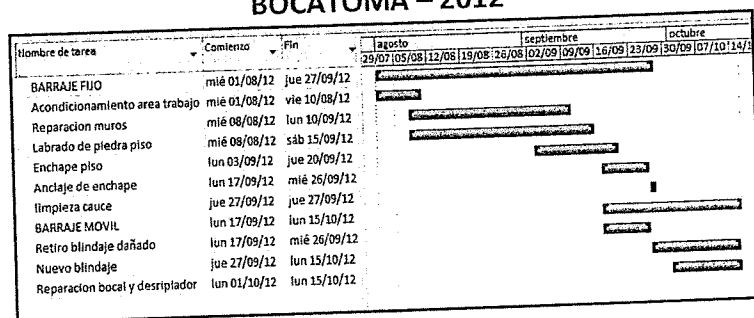 BOCATOMA – 2012
Nombre de tarea Comienzo Fin agosto septiembre octubre
29/07 05/08 12/08 19/08 26/08 02/09 09/09 16/09 23/09 30/09 07/10 14/1
BARRAJE FIJO mié 01/08/12 jue 27/09/12
Acondicionamiento area trabajo mié 01/08/12 vie 10/08/12
Reparacion muros mié 08/08/12 lun 10/09/12
Labrado de piedra piso mié 08/08/12 sáb 15/09/12
Enchape piso lun 03/09/12 jue 20/09/12
Anclaje de enchape lun 17/09/12 mié 26/09/12
limpieza cauce jue 27/09/12 jue 27/09/12
BARRAJE MOVIL lun 17/09/12 lun 15/10/12
Retiro blindaje dañado lun 17/09/12 mié 26/09/12
Nuevo blindaje jue 27/09/12 lun 15/10/12
Reparacion bocal y desripiador lun 01/10/12 lun 15/10/12